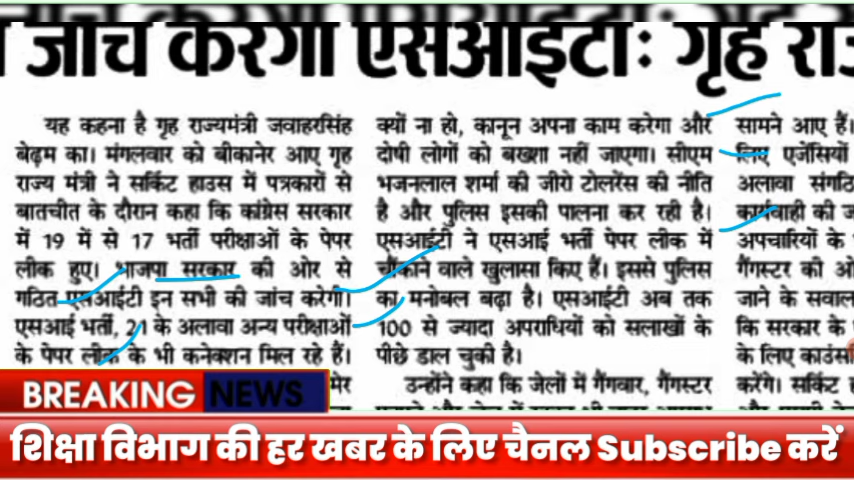 जांच करेगी एसआईटी: गृह
यह कहना है गृह राज्यमंत्री जवाहरसिंह
बेढ़म का। मंगलवार को बीकानेर आए गृह
राज्य मंत्री ने सर्किट हाउस में पत्रकारों से
बातचीत के दौरान कहा कि कांग्रेस सरकार
में 19 में से 17 भर्ती परीक्षाओं के पेपर
लीक हुए। भाजपा सरकार की ओर से
गठित एसआईटी इन सभी की जांच करेगी।
एसआई भर्ती, 21 के अलावा अन्य परीक्षाओं
के पेपर लीक के भी कनेक्शन मिल रहे हैं।
क्यों ना हो, कानून अपना काम करेगा और
दोषी लोगों को बख्शा नहीं जाएगा। सीएम
भजनलाल शर्मा की जीरो टोलरेंस की नीति
है और पुलिस इसकी पालना कर रही है।
एसआईटी ने एसआई भर्ती पेपर लीक में
चौंकाने वाले खुलासा किए हैं। इससे पुलिस
का मनोबल बढ़ा है। एसआईटी अब तक
100 से ज्यादा अपराधियों को सलाखों के
पीछे डाल चुकी है।
उन्होंने कहा कि जेलों में गैंगवार, गैंगस्टर
सामने आए हैं।
लिए एजेंसियों
अलावा संगठि
कार्यवाही की ज
अपचारियों के
गैंगस्टर की ओ
जाने के सवाल
कि सरकार के
के लिए काउंस
करेंगे। सर्किट ह
BREAKING NEWS
शिक्षा विभाग की हर खबर के लिए चैनल Subscribe करें